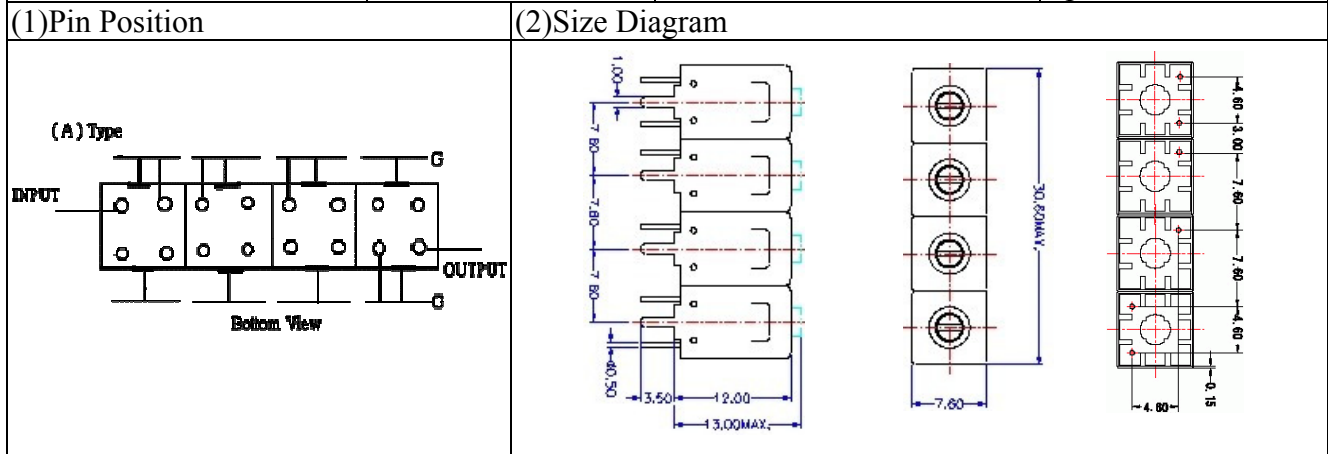 (1)Pin Position
(2)Size Diagram
(A) Type
G
INPUT
OUTPUT
G
Bottom View
1.00
7.80
7.80
7.80
Φ0.50
3.50
12.00
13.00MAX.
30.60MAX.
7.60
4.60
3.00
7.60
7.60
4.60
0.15
4.60